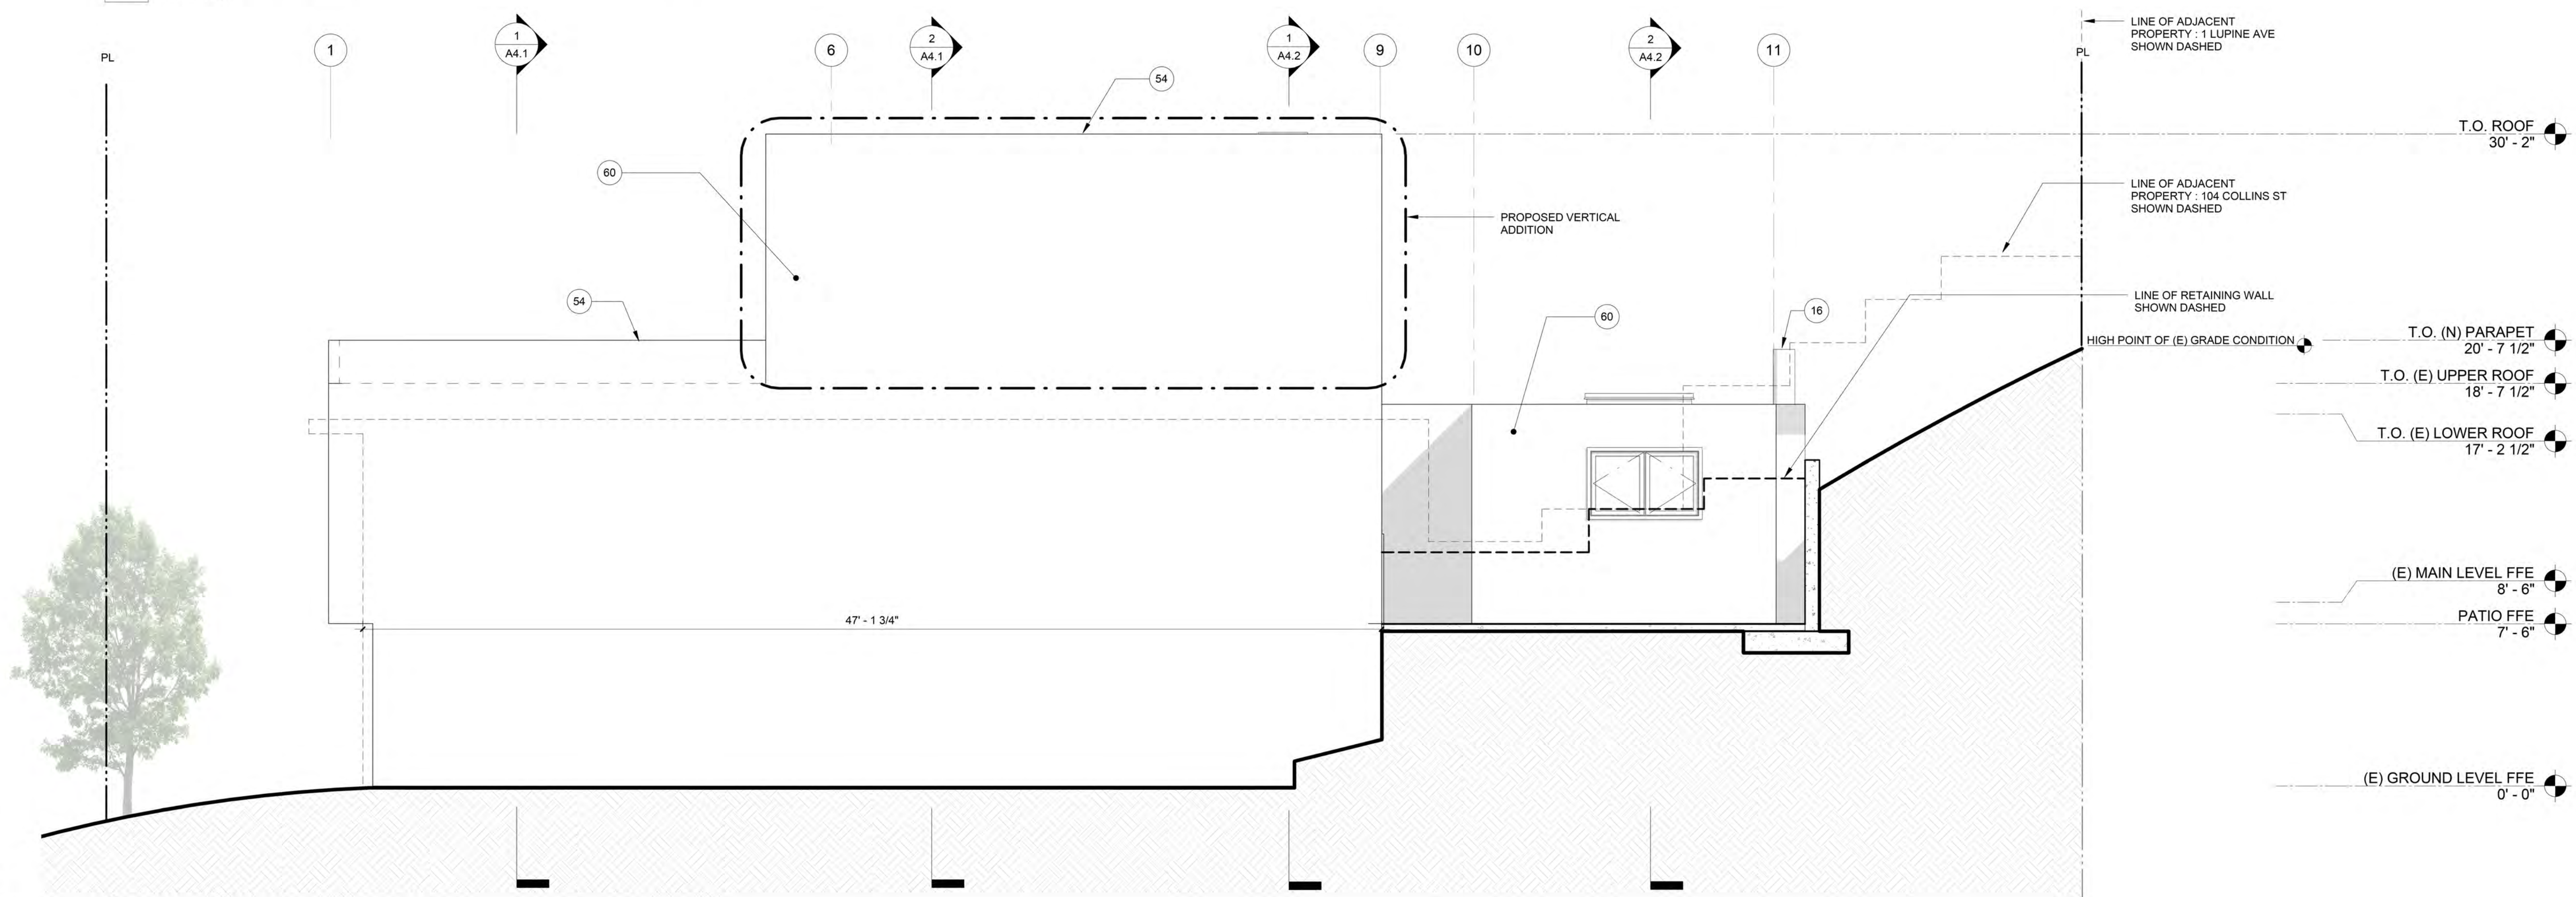 LINE OF ADJACENT
PROPERTY : 1 LUPINE AVE
SHOWN DASHED
PL
1
1
A4.1
6
2
A4.1
1
A4.2
9
10
2
A4.2
11
PL
54
T.O. ROOF
30' - 2"
60
LINE OF ADJACENT
PROPERTY : 104 COLLINS ST
SHOWN DASHED
PROPOSED VERTICAL
ADDITION
54
LINE OF RETAINING WALL
SHOWN DASHED
16
60
HIGH POINT OF (E) GRADE CONDITION
T.O. (N) PARAPET
20' - 7 1/2"
T.O. (E) UPPER ROOF
18' - 7 1/2"
T.O. (E) LOWER ROOF
17' - 2 1/2"
(E) MAIN LEVEL FFE
8' - 6"
PATIO FFE
7' - 6"
47' - 1 3/4"
(E) GROUND LEVEL FFE
0' - 0"